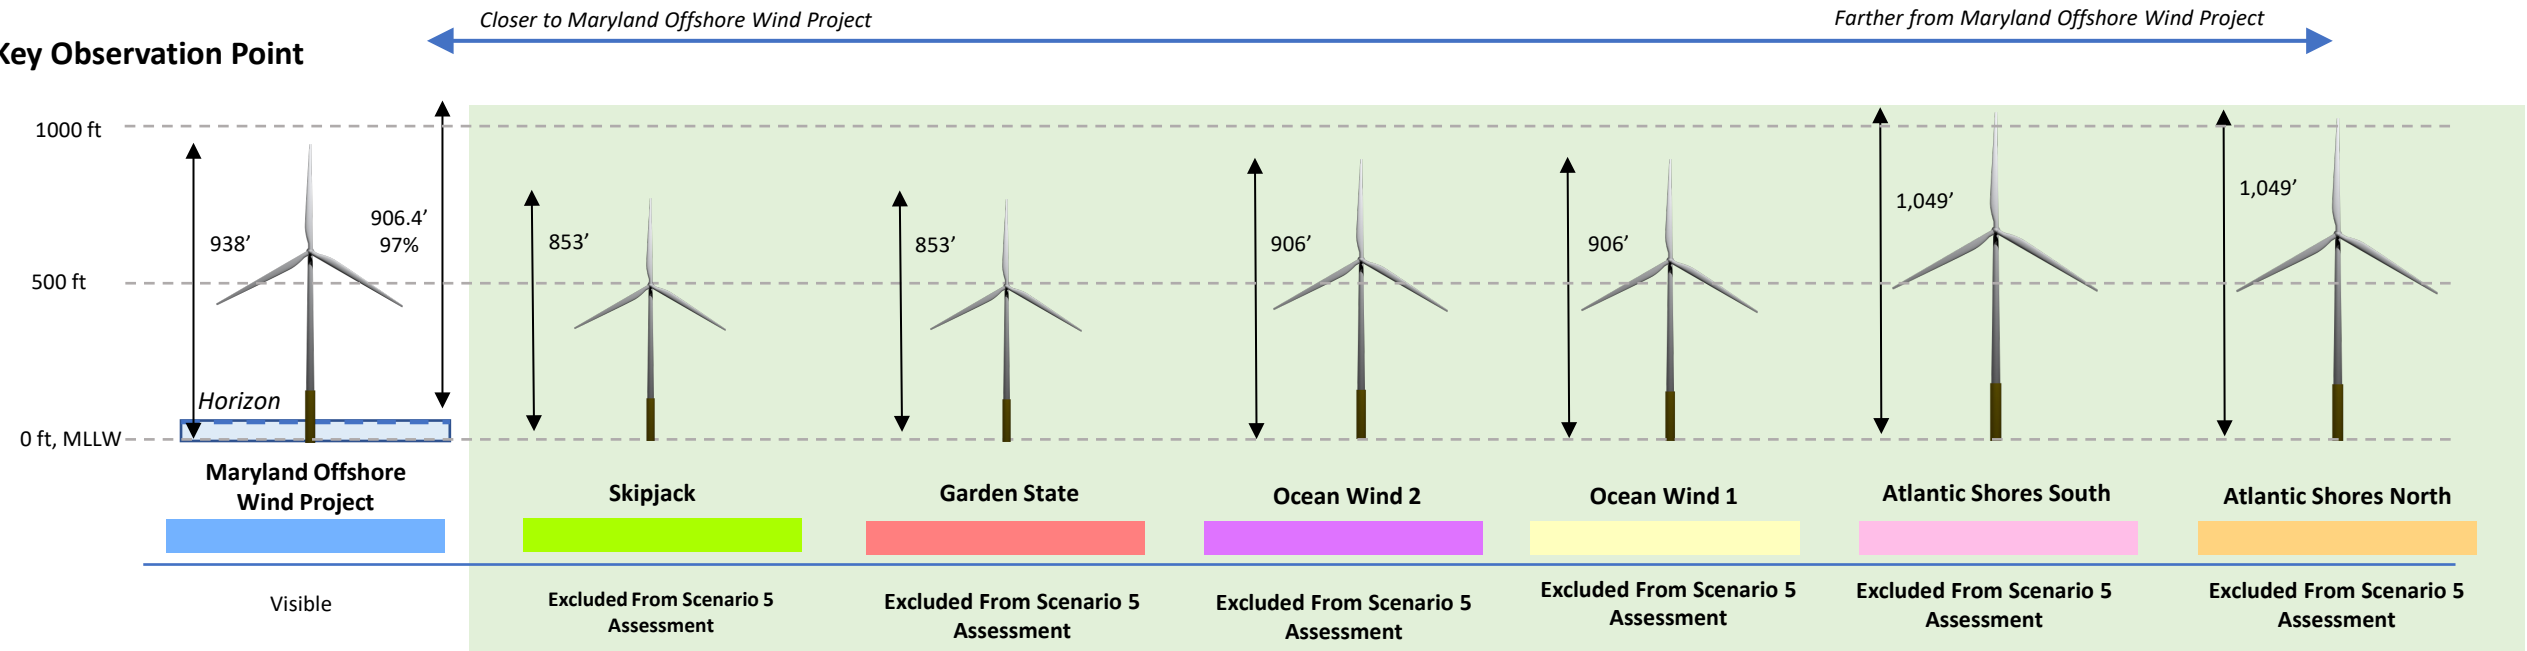 Closer to Maryland Offshore Wind Project
Farther from Maryland Offshore Wind Project
Key Observation Point
1000 ft
500 ft
0 ft, MLLW
938’
906.4’
97%
Horizon
853’
853’
906’
906’
1,049’
1,049’
Maryland Offshore
Wind Project
Skipjack
Garden State
Ocean Wind 2
Ocean Wind 1
Atlantic Shores South
Atlantic Shores North
Visible
Excluded From Scenario 5
Assessment
Excluded From Scenario 5
Assessment
Excluded From Scenario 5
Assessment
Excluded From Scenario 5
Assessment
Excluded From Scenario 5
Assessment
Excluded From Scenario 5
Assessment